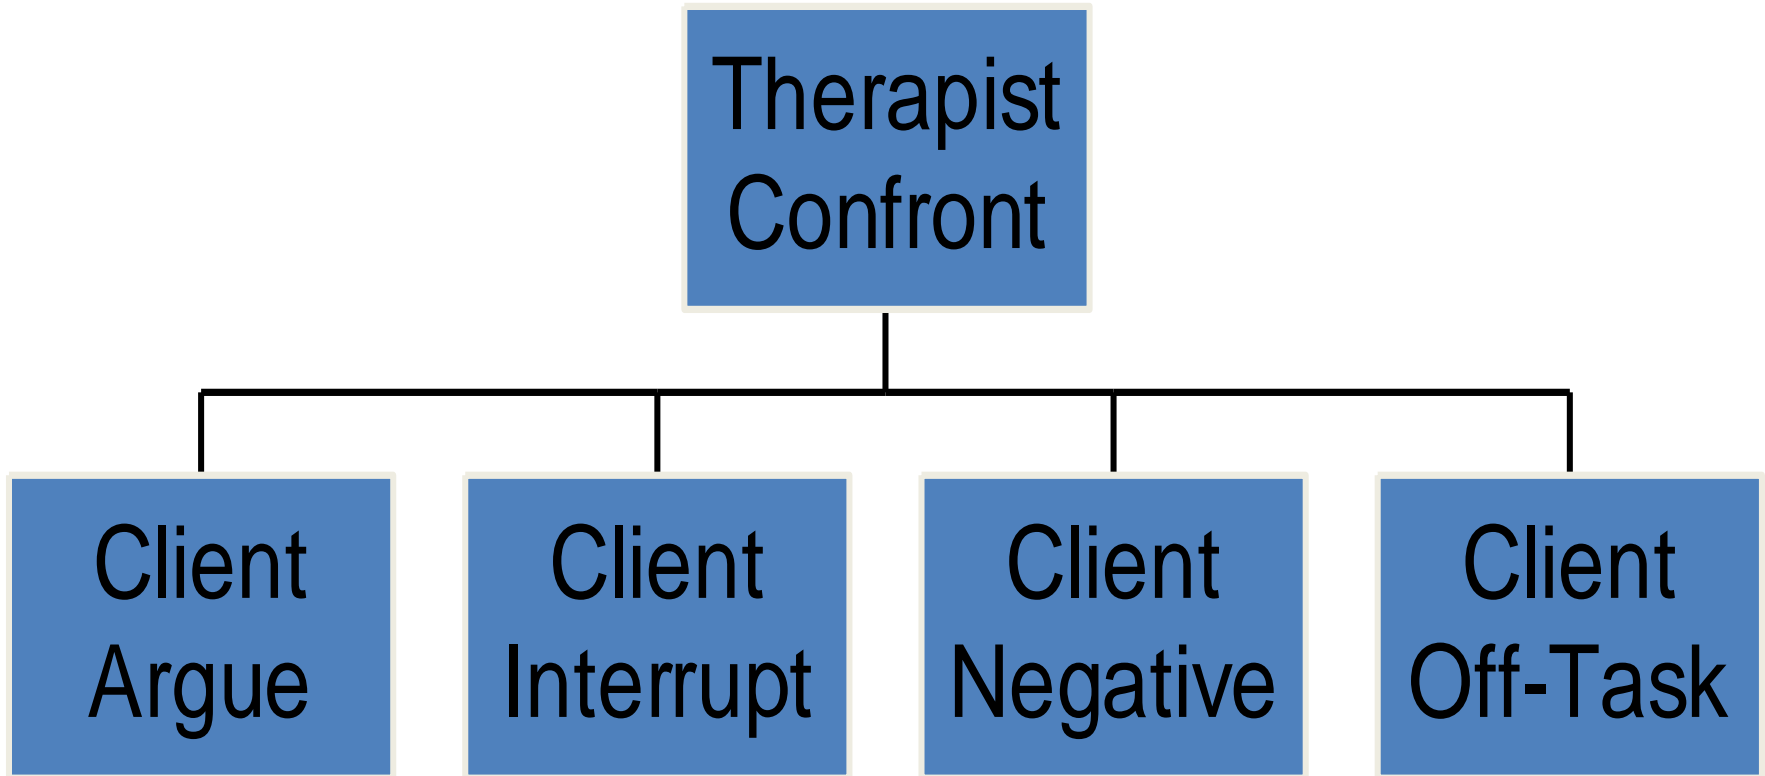 Therapist
Confront
Client
Argue
Client
Interrupt
Client
Negative
Client
Off-Task